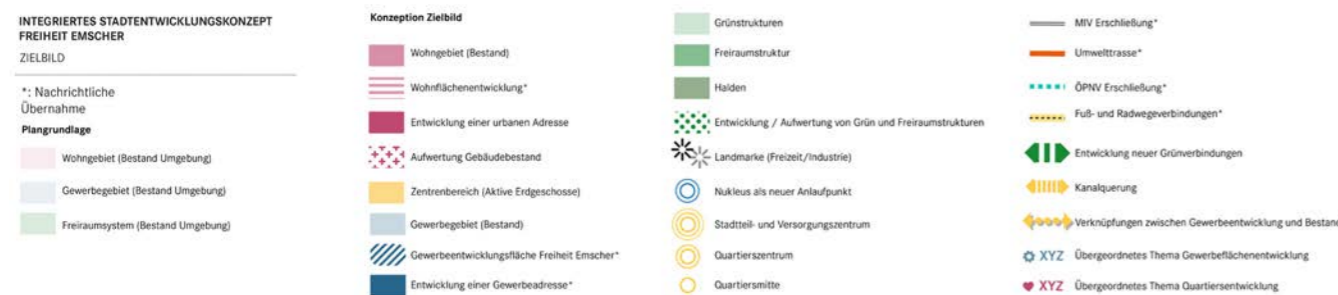 INTEGRIERTES STADTENTWICKLUNGSKONZEPT
FREIHEIT EMSCHER
ZIELBILD
*: Nachrichtliche
Übernahme
Plangrundlage
Wohngebiet (Bestand Umgebung)
Gewerbegebiet (Bestand Umgebung)
Freiraumsystem (Bestand Umgebung)
Konzeption Zielbild
Wohngebiet (Bestand)
Wohnflächenentwicklung*
Entwicklung einer urbanen Adresse
Aufwertung Gebäudebestand
Zentrenbereich (Aktive Erdgeschosse)
Gewerbegebiet (Bestand)
Gewerbeentwicklungsfläche Freiheit Emscher*
Entwicklung einer Gewerbeadresse*
Grünstrukturen
Freiraumstruktur
Halden
Entwicklung / Aufwertung von Grün und Freiraumstrukturen
Landmarke (Freizeit/Industrie)
Nukleus als neuer Anlaufpunkt
Stadtteil- und Versorgungszentrum
Quartierszentrum
Quartiersmitte
MIV Erschließung*
Umwelttrasse*
ÖPNV Erschließung*
Fuß- und Radwegeverbindungen*
Entwicklung neuer Grünverbindungen
Kanalquerung
Verknüpfungen zwischen Gewerbeentwicklung und Bestand
XYZ Übergeordnetes Thema Gewerbeflächenentwicklung
XYZ Übergeordnetes Thema Quartiersentwicklung